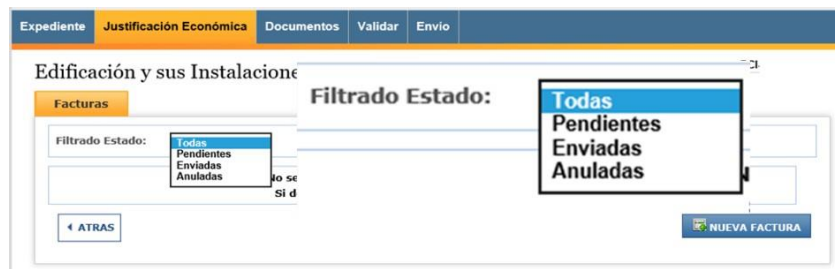 Expediente Justificación Económica Documentos Validar Envio
Edificación y sus Instalacione
Facturas
Filtrado Estado:
Todas
Pendientes
Enviadas
Anuladas
No se
Si d
Filtrado Estado:
Todas
Pendientes
Enviadas
Anuladas
ATRAS
NUEVA FACTURA